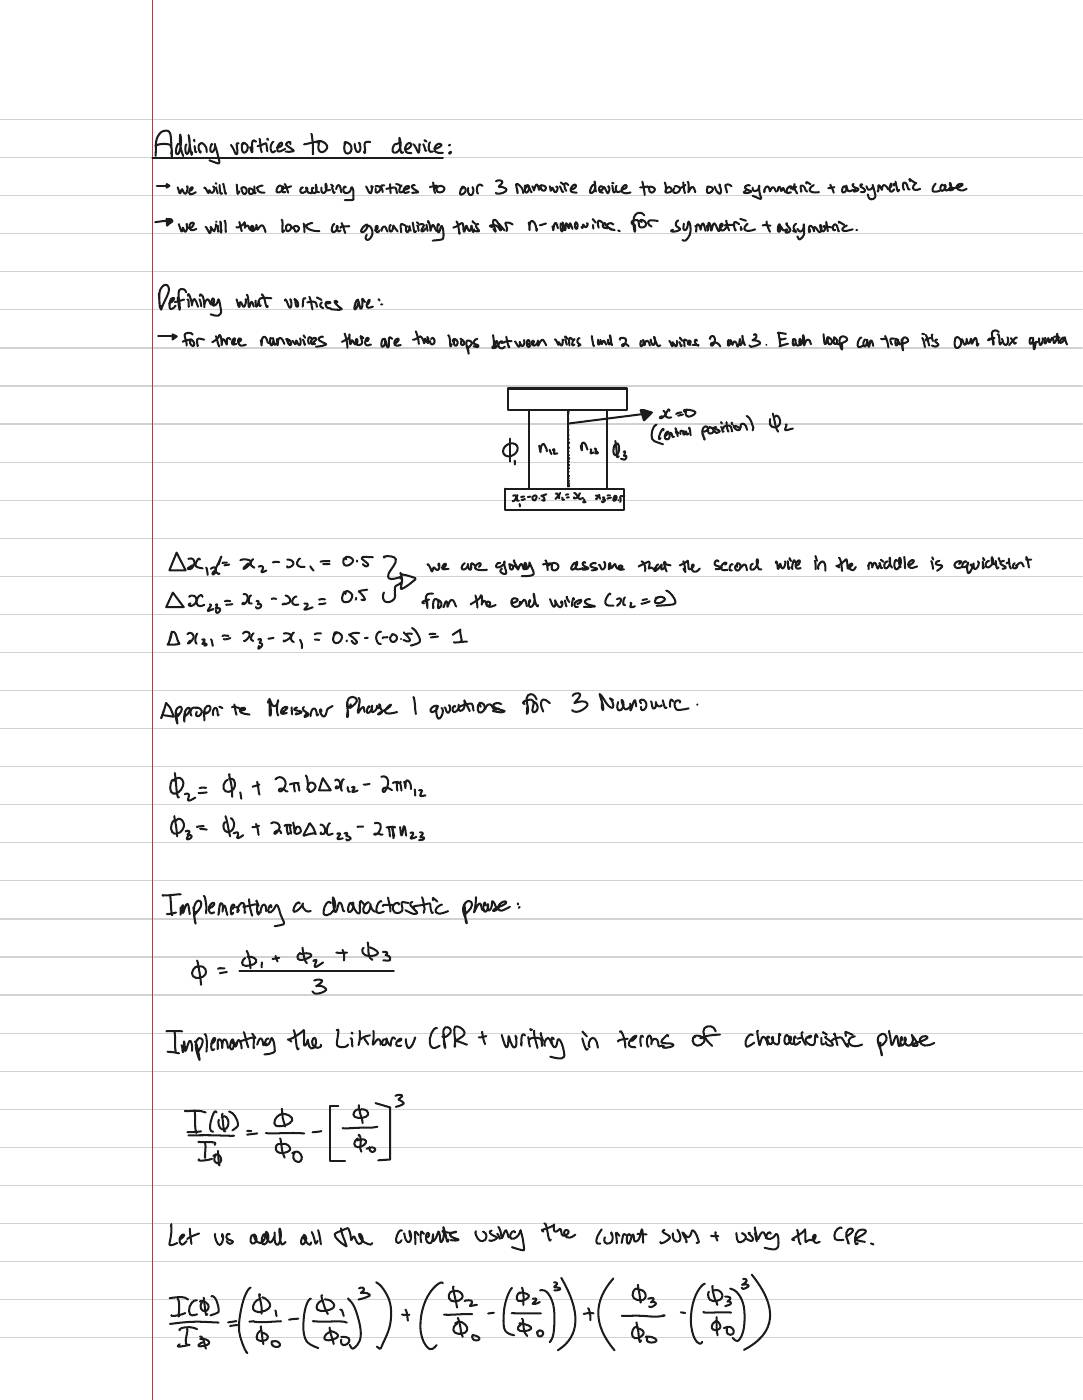 Adding vortices to our device:
→ we will look at adding vortices to our 3 nanowire device to both our symmetric + assymetric case
→ we will then look at generalizing this for n-nanowires. for symmetric + assymetric.
Defining what vortices are:
→ for three nanowires there are two loops between wires 1 and 2 and wires 2 and 3. Each loop can trap it's own flux quanta
x=0
(central position) ϕ₂
ϕ₁ n₁₂ n₂₃ ϕ₃
x₁=-0.5 x₂=x₂ x₃=0.5
Δx₁₂ = x₂ - x₁ = 0.5
we are going to assume that the second wire in the middle is equidistant
Δx₂₃ = x₃ - x₂ = 0.5
from the end wires (x₂=0)
Δx₃₁ = x₃ - x₁ = 0.5-(-0.5) = 1
Meissner Phase for 3 Nanowire.
ϕ₂ = ϕ₁ + 2πbΔx₁₂ - 2πn₁₂
ϕ₃ = ϕ₂ + 2πbΔx₂₃ - 2πn₂₃
Implementing a characterstic phase:
ϕ = (ϕ₁ + ϕ₂ + ϕ₃)/3
Implementing the Likharev CPR + writing in terms of characteristic phase
I(ϕ)/I_ϕ = ϕ/ϕ₀ - [ϕ/ϕ₀]³
Let us add all the currents using the current sum + using the CPR.
I(ϕ)/I_ϕ = (ϕ₁/ϕ₀ - (ϕ₁/ϕ₀)³) + (ϕ₂/ϕ₀ - (ϕ₂/ϕ₀)³) + (ϕ₃/ϕ₀ - (ϕ₃/ϕ₀)³)